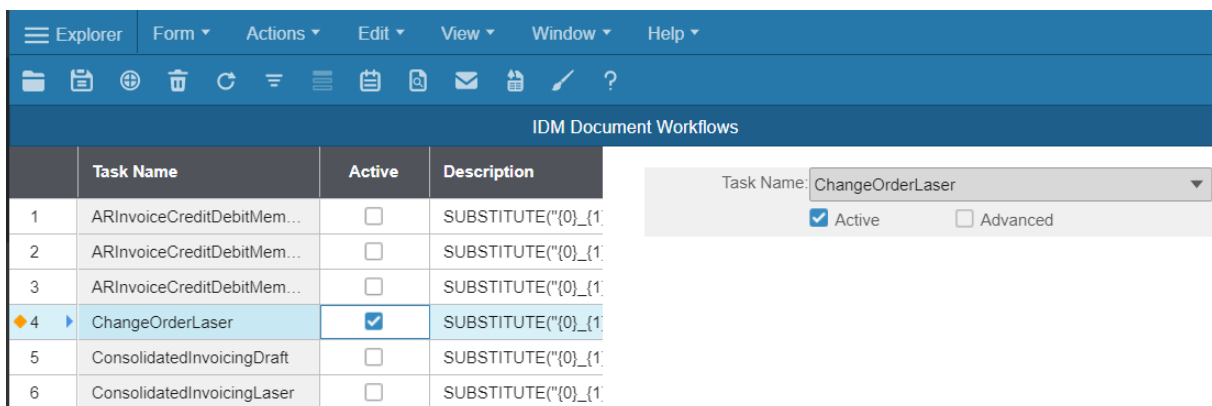 Explorer Form Actions Edit View Window Help
?
IDM Document Workflows
Task Name Active Description
Task Name: ChangeOrderLaser
1 ARInvoiceCreditDebitMem... SUBSTITUTE("{0}_{1}
Active Advanced
2 ARInvoiceCreditDebitMem... SUBSTITUTE("{0}_{1}
3 ARInvoiceCreditDebitMem... SUBSTITUTE("{0}_{1}
4 ChangeOrderLaser SUBSTITUTE("{0}_{1}
5 ConsolidatedInvoicingDraft SUBSTITUTE("{0}_{1}
6 ConsolidatedInvoicingLaser SUBSTITUTE("{0}_{1}